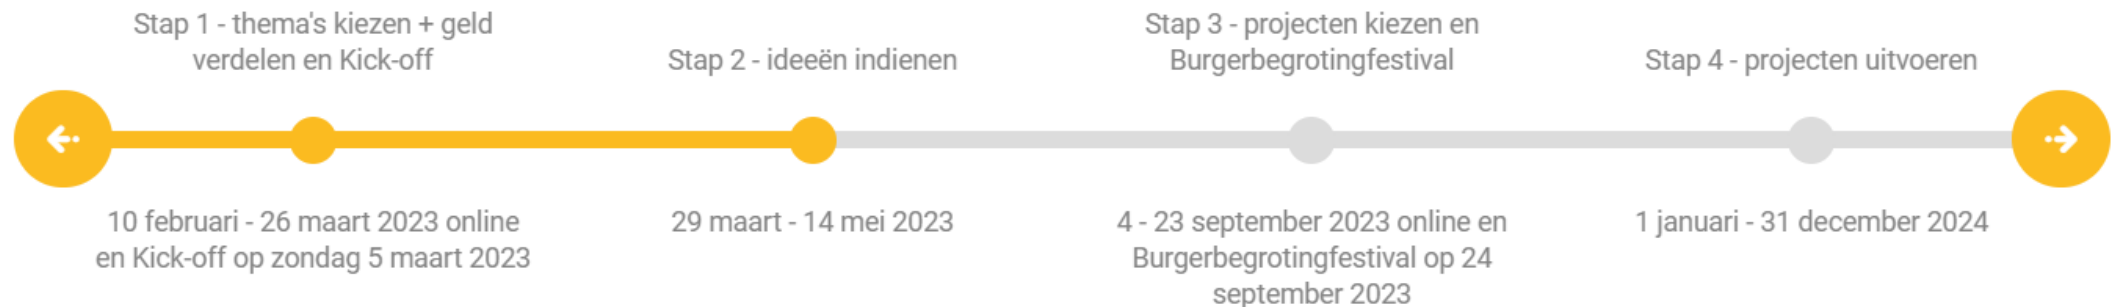 Stap 1 - thema's kiezen + geld
verdelen en Kick-off
Stap 2 - ideeën indienen
Stap 3 - projecten kiezen en
Burgerbegrotingfestival
Stap 4 - projecten uitvoeren
10 februari - 26 maart 2023 online
en Kick-off op zondag 5 maart 2023
29 maart - 14 mei 2023
4 - 23 september 2023 online en
Burgerbegrotingfestival op 24
september 2023
1 januari - 31 december 2024